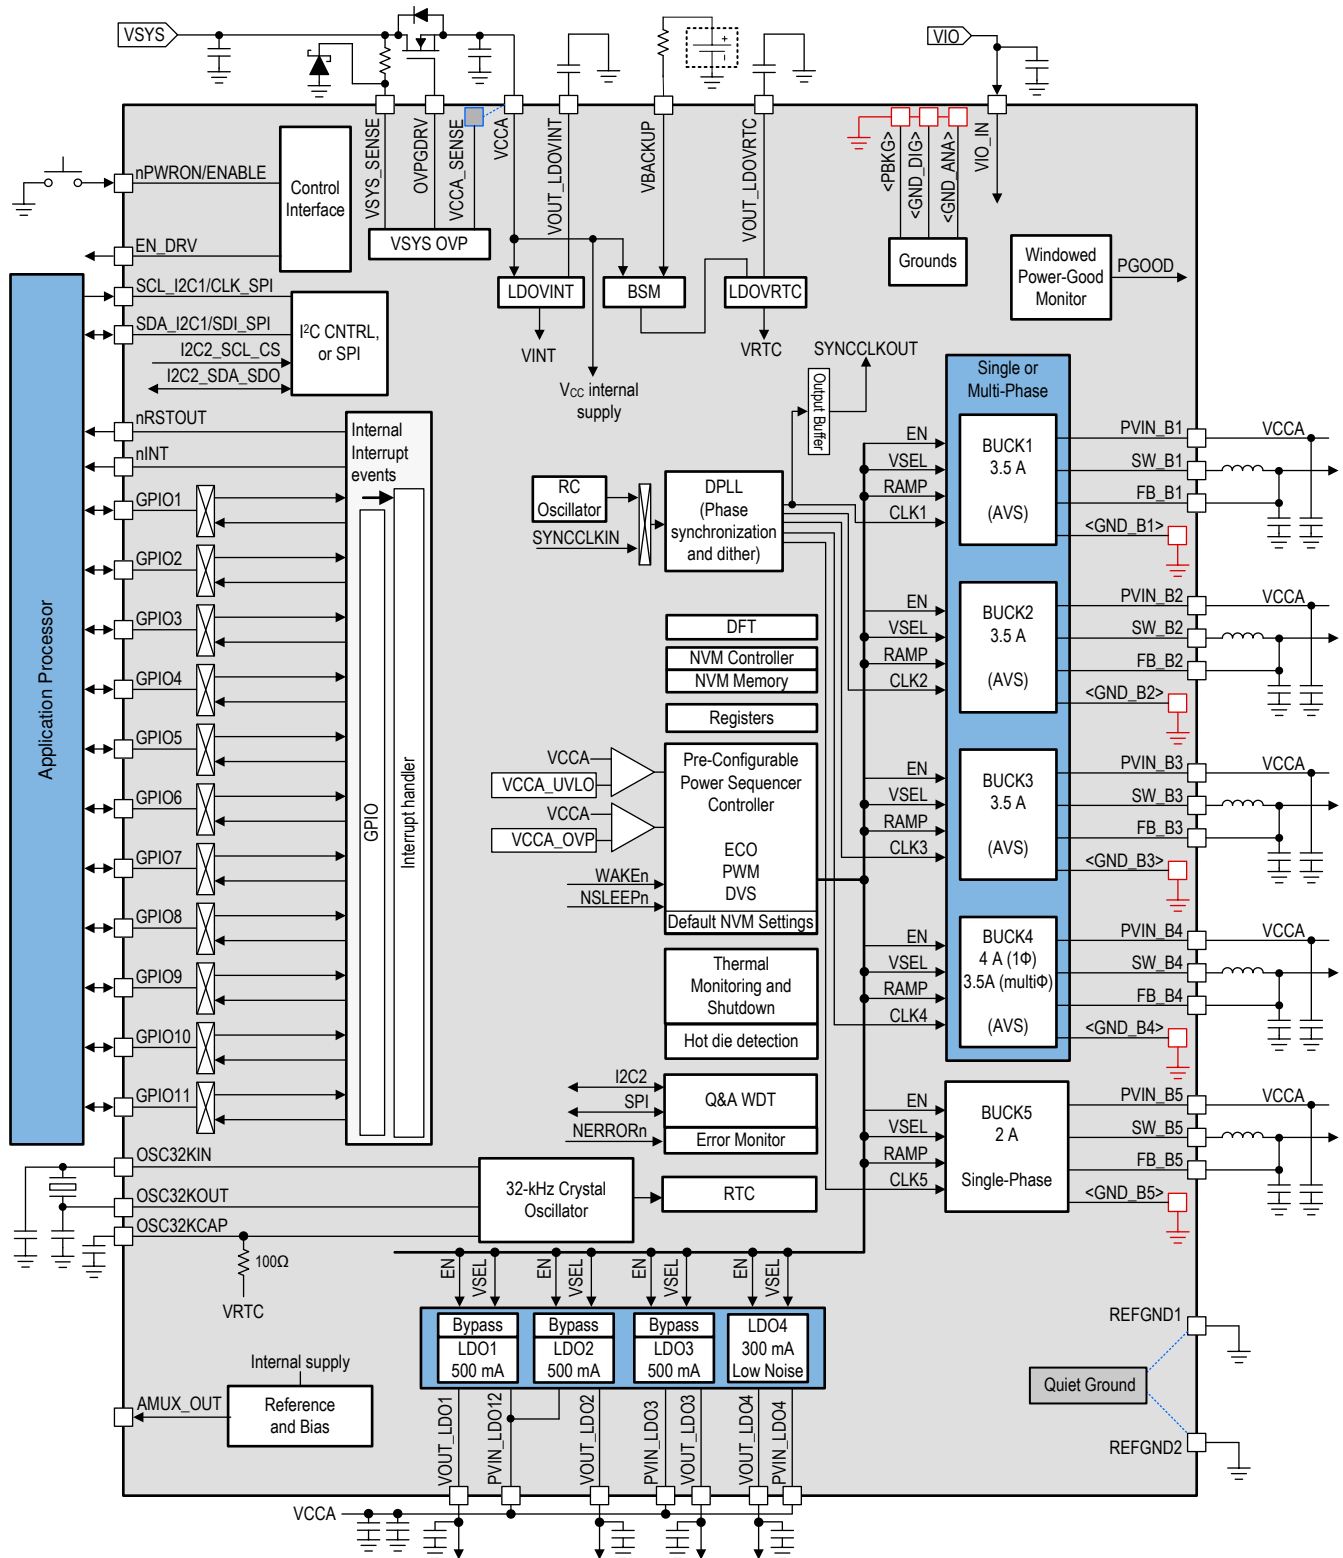 VSYS
VIO
VSYS_SENSE
OVPGDRV
VCCA_SENSE
VCCA
VOUT_LDOVINT
VBACKUP
VOUT_LDOVRTC
<PBKG>
<GND_DIG>
<GND_ANA>
VIO_IN
nPWRON/ENABLE
Control
Interface
EN_DRV
VSYS OVP
Grounds
Windowed
Power-Good
Monitor
PGOOD
SCL_I2C1/CLK_SPI
SDA_I2C1/SDI_SPI
I2C2_SCL_CS
I2C2_SDA_SDO
I²C CNTRL,
or SPI
LDOVINT
BSM
LDOVRTC
VINT
VRTC
VCC internal
supply
SYNCCLKOUT
Output Buffer
Application Processor
nRSTOUT
nINT
GPIO1
GPIO2
GPIO3
GPIO4
GPIO5
GPIO6
GPIO7
GPIO8
GPIO9
GPIO10
GPIO11
Internal
Interrupt
events
GPIO
Interrupt handler
RC
Oscillator
SYNCCLKIN
DPLL
(Phase
synchronization
and dither)
DFT
NVM Controller
NVM Memory
Registers
VCCA
VCCA_UVLO
VCCA
VCCA_OVP
WAKEn
NSLEEPn
Pre-Configurable
Power Sequencer
Controller
ECO
PWM
DVS
Default NVM Settings
Thermal
Monitoring and
Shutdown
Hot die detection
I2C2
SPI
NERRORn
Q&A WDT
Error Monitor
Single or
Multi-Phase
EN
VSEL
RAMP
CLK1
BUCK1
3.5 A
(AVS)
PVIN_B1
SW_B1
FB_B1
<GND_B1>
VCCA
EN
VSEL
RAMP
CLK2
BUCK2
3.5 A
(AVS)
PVIN_B2
SW_B2
FB_B2
<GND_B2>
VCCA
EN
VSEL
RAMP
CLK3
BUCK3
3.5 A
(AVS)
PVIN_B3
SW_B3
FB_B3
<GND_B3>
VCCA
EN
VSEL
RAMP
CLK4
BUCK4
4 A (1Φ)
3.5A (multiΦ)
(AVS)
PVIN_B4
SW_B4
FB_B4
<GND_B4>
VCCA
EN
VSEL
RAMP
CLK5
BUCK5
2 A
Single-Phase
PVIN_B5
SW_B5
FB_B5
<GND_B5>
VCCA
OSC32KIN
OSC32KOUT
OSC32KCAP
100Ω
VRTC
32-kHz Crystal
Oscillator
RTC
EN
VSEL
EN
VSEL
EN
VSEL
EN
VSEL
Bypass
LDO1
500 mA
Bypass
LDO2
500 mA
Bypass
LDO3
500 mA
LDO4
300 mA
Low Noise
Internal supply
Reference
and Bias
AMUX_OUT
VOUT_LDO1
PVIN_LDO12
VOUT_LDO2
PVIN_LDO3
VOUT_LDO3
VOUT_LDO4
PVIN_LDO4
VCCA
REFGND1
Quiet Ground
REFGND2